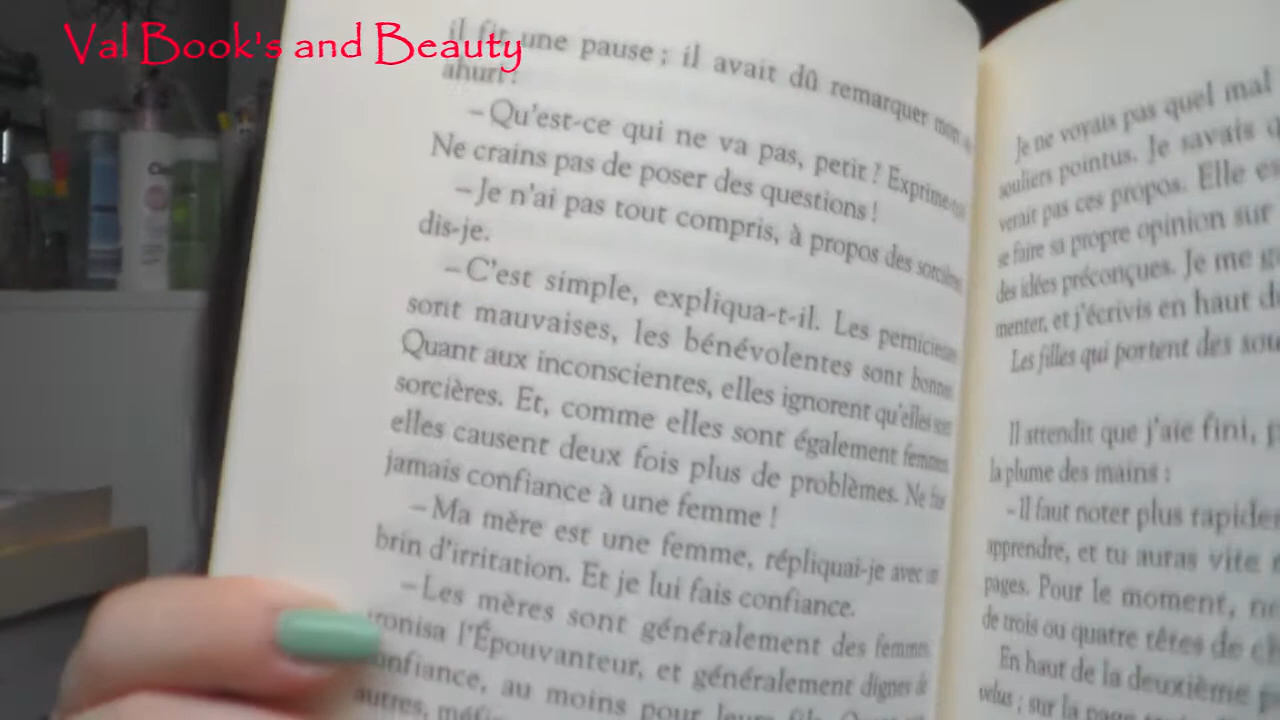 Val Book's and Beauty
il fit une pause ; il avait dû remarquer mon
ahuri :
– Qu'est-ce qui ne va pas, petit ? Exprime-toi
Ne crains pas de poser des questions !
– Je n'ai pas tout compris, à propos des sorcières,
dis-je.
– C'est simple, expliqua-t-il. Les pernicieuses
sont mauvaises, les bénévolentes sont bonnes.
Quant aux inconscientes, elles ignorent qu'elles sont
sorcières. Et, comme elles sont également femmes
elles causent deux fois plus de problèmes. Ne fais
jamais confiance à une femme !
– Ma mère est une femme, répliquai-je avec un
brin d'irritation. Et je lui fais confiance.
– Les mères sont généralement des femmes,
ironisa l'Épouvanteur, et généralement dignes de
confiance, au moins pour leurs fils.
autres,
Je ne voyais pas quel mal
souliers pointus. Je savais
verait pas ces propos. Elle
se faire sa propre opinion sur
des idées préconçues. Je me
menter, et j'écrivis en haut
Les filles qui portent des
Il attendit que j'aie fini,
la plume des mains :
– Il faut noter plus
apprendre, et tu auras vite
pages. Pour le moment,
de trois ou quatre têtes de
En haut de la deuxième
velus ; sur la page